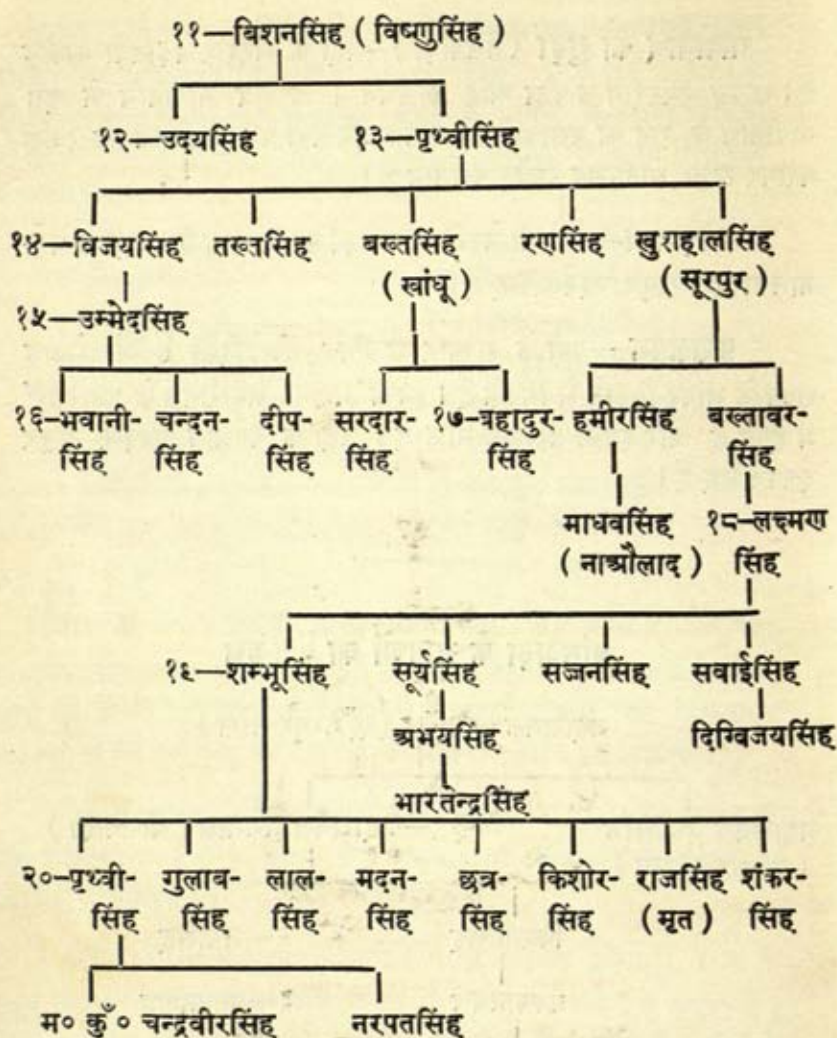 ११—विशनसिंह ( विष्णुसिंह )
१२—उदयसिंह १३—पृथ्वीसिंह
१४—विजयसिंह तख्तसिंह बख्तसिंह रणसिंह खुशहालसिंह
( खांधू ) ( सूरपुर )
१५—उम्मेदसिंह
१६—भवानी- चन्दन- दीप- सरदार- १७—बहादुर- हमीरसिंह बख्तावर-
सिंह सिंह सिंह सिंह सिंह सिंह
माधवसिंह १८—लक्ष्मण
( नाऔलाद ) सिंह
१९—शम्भूसिंह सूर्यसिंह सज्जनसिंह सवाईसिंह
अभयसिंह दिग्विजयसिंह
भारतेन्द्रसिंह
२०—पृथ्वी- गुलाब- लाल- मदन- छत्र- किशोर- राजसिंह शंकर-
सिंह सिंह सिंह सिंह सिंह सिंह ( मृत ) सिंह
म० कुँ० चन्द्रवीरसिंह नरपतसिंह